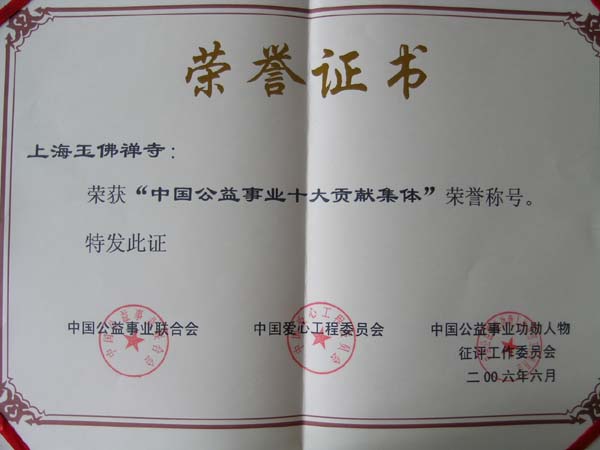 荣誉证书
上海玉佛禅寺：
荣获“中国公益事业十大贡献集体”荣誉称号。
特发此证
中国公益事业联合会
中国爱心工程委员会
中国公益事业功勋人物
征评工作委员会
二00六年六月